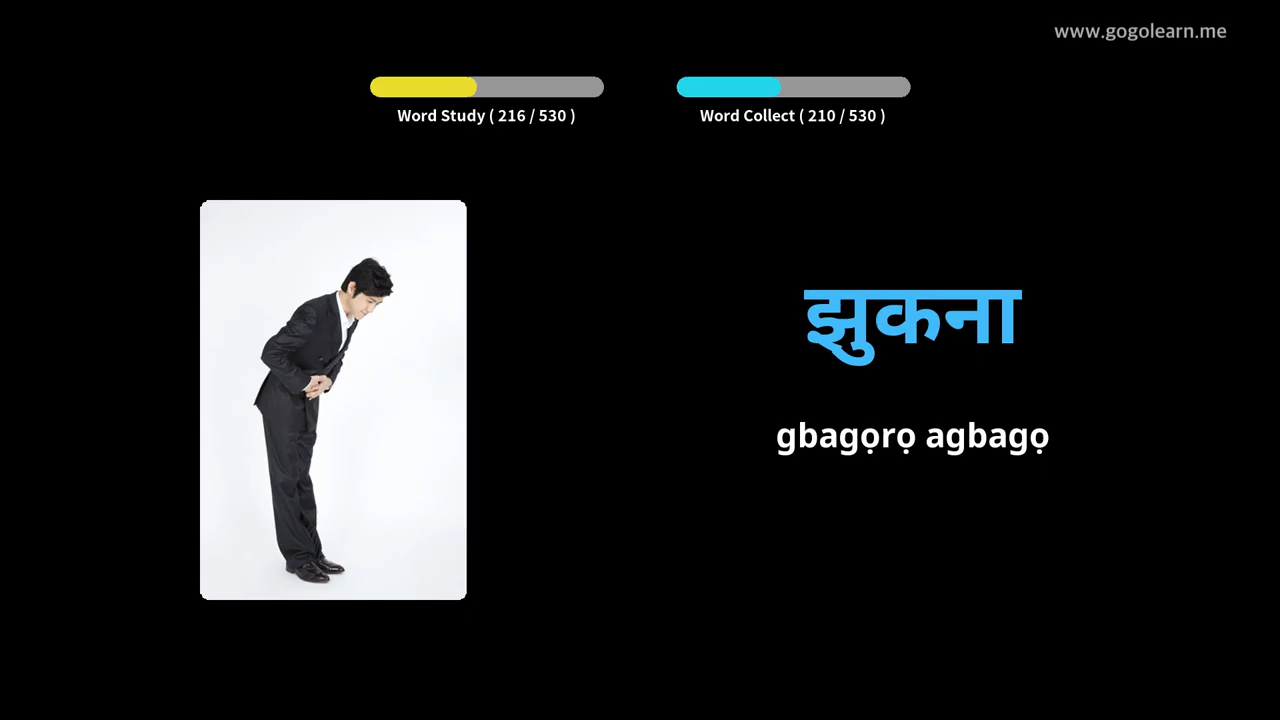 www.gogolearn.me
Word Study ( 216 / 530 )
Word Collect ( 210 / 530 )
झुकना
gbagọrọ agbagọ